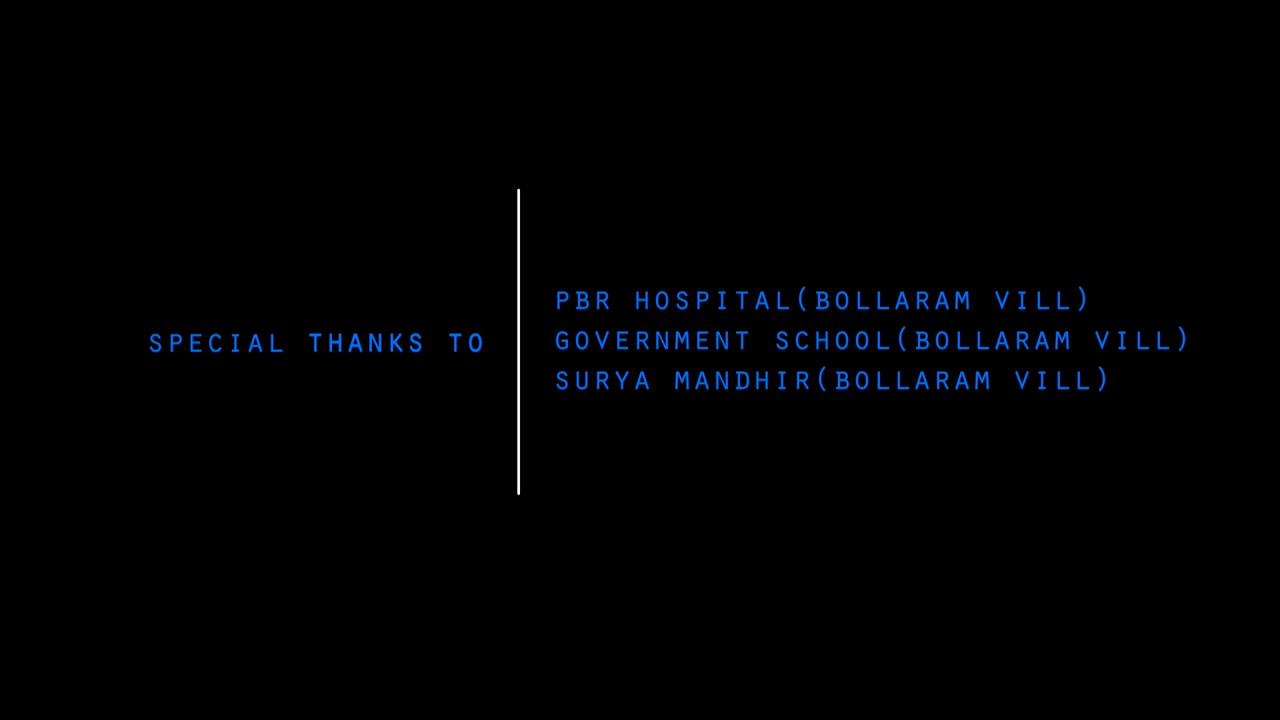 SPECIAL THANKS TO
PBR HOSPITAL(BOLLARAM VILL)
GOVERNMENT SCHOOL(BOLLARAM VILL)
SURYA MANDHIR(BOLLARAM VILL)